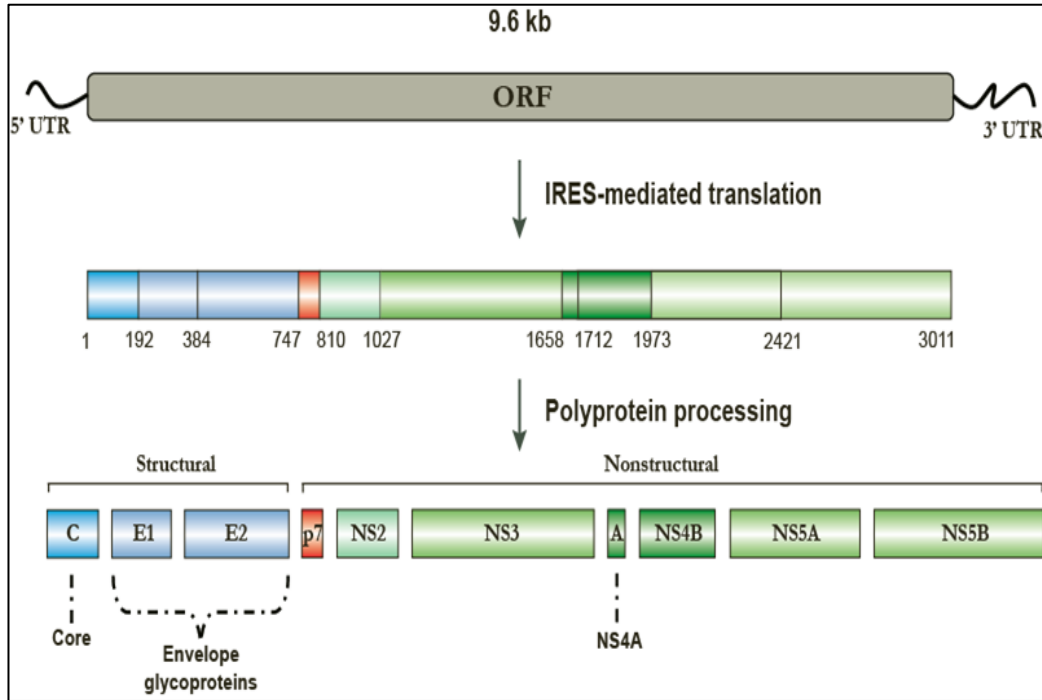 9.6 kb
ORF
5' UTR
3' UTR
IRES-mediated translation
1 192 384 747 810 1027 1658 1712 1973 2421 3011
Polyprotein processing
Structural Nonstructural
C E1 E2 p7 NS2 NS3 A NS4B NS5A NS5B
Core
Envelope
glycoproteins
NS4A